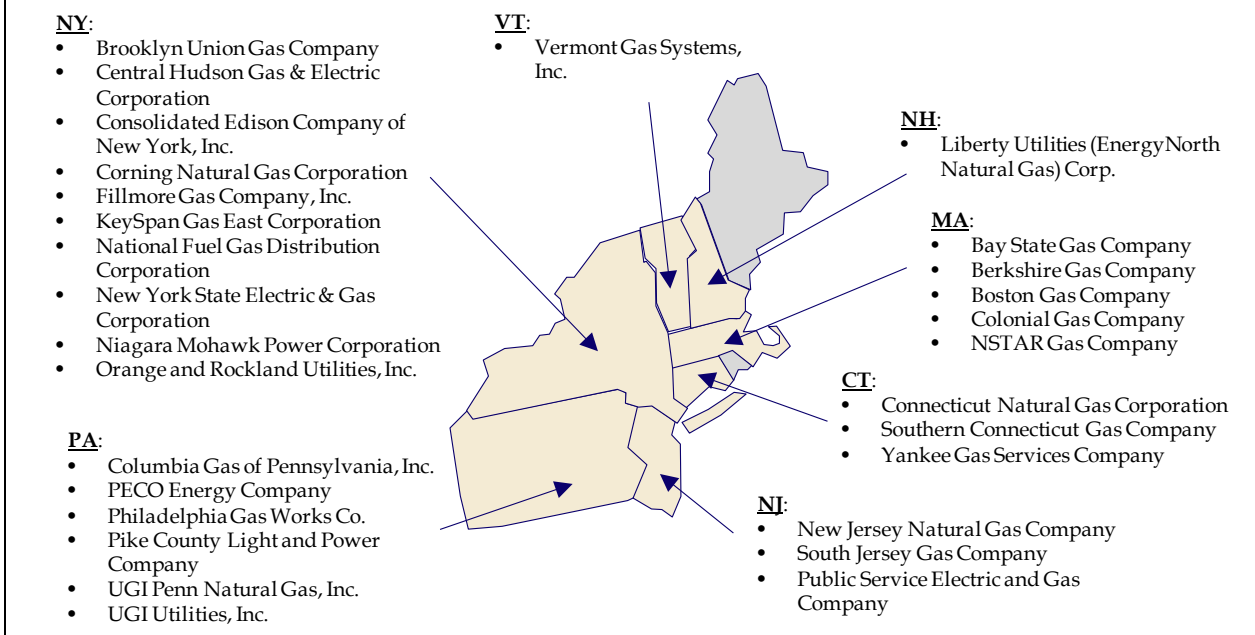 NY:
• Brooklyn Union Gas Company
• Central Hudson Gas & Electric
Corporation
• Consolidated Edison Company of
New York, Inc.
• Corning Natural Gas Corporation
• Fillmore Gas Company, Inc.
• KeySpan Gas East Corporation
• National Fuel Gas Distribution
Corporation
• New York State Electric & Gas
Corporation
• Niagara Mohawk Power Corporation
• Orange and Rockland Utilities, Inc.
VT:
• Vermont Gas Systems,
Inc.
NH:
• Liberty Utilities (EnergyNorth
Natural Gas) Corp.
MA:
• Bay State Gas Company
• Berkshire Gas Company
• Boston Gas Company
• Colonial Gas Company
• NSTAR Gas Company
CT:
• Connecticut Natural Gas Corporation
• Southern Connecticut Gas Company
• Yankee Gas Services Company
PA:
• Columbia Gas of Pennsylvania, Inc.
• PECO Energy Company
• Philadelphia Gas Works Co.
• Pike County Light and Power
Company
• UGI Penn Natural Gas, Inc.
• UGI Utilities, Inc.
NJ:
• New Jersey Natural Gas Company
• South Jersey Gas Company
• Public Service Electric and Gas
Company